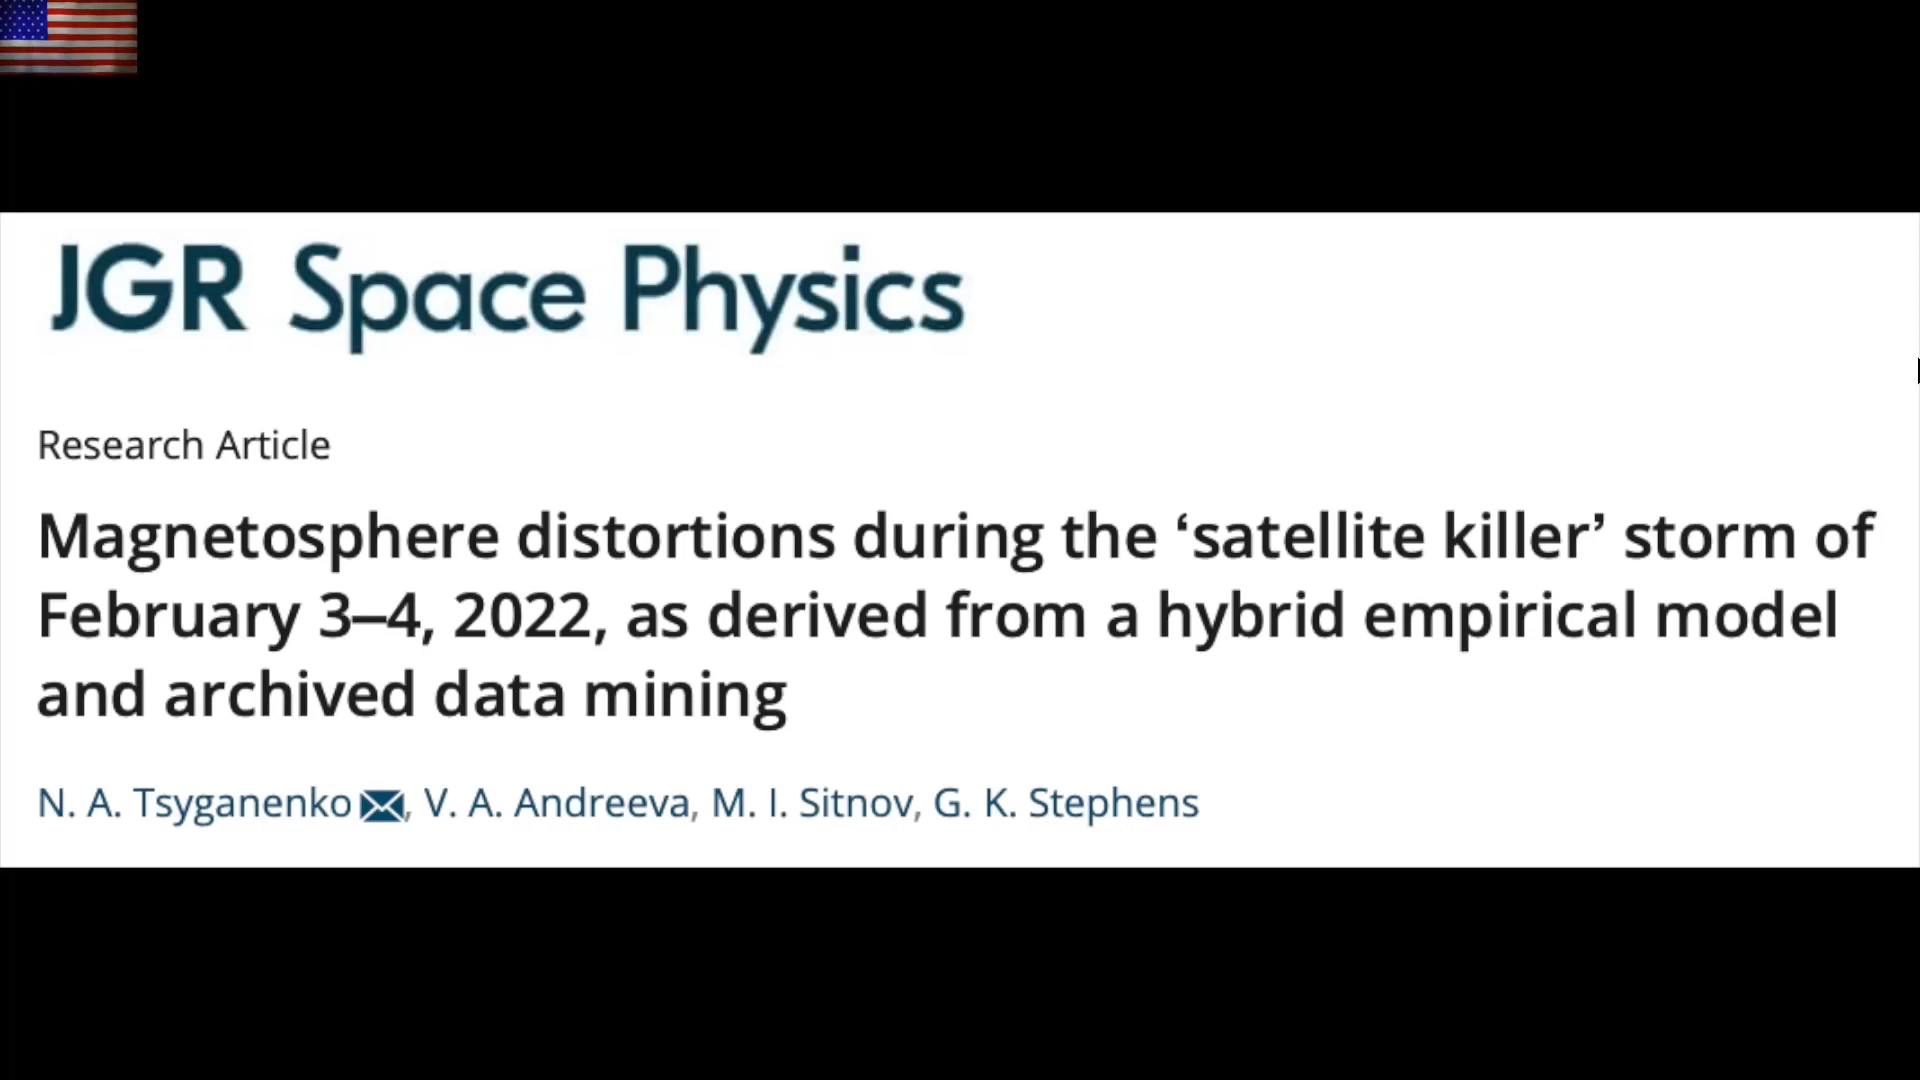 JGR Space Physics
Research Article
Magnetosphere distortions during the ‘satellite killer’ storm of
February 3–4, 2022, as derived from a hybrid empirical model
and archived data mining
N. A. Tsyganenko, V. A. Andreeva, M. I. Sitnov, G. K. Stephens